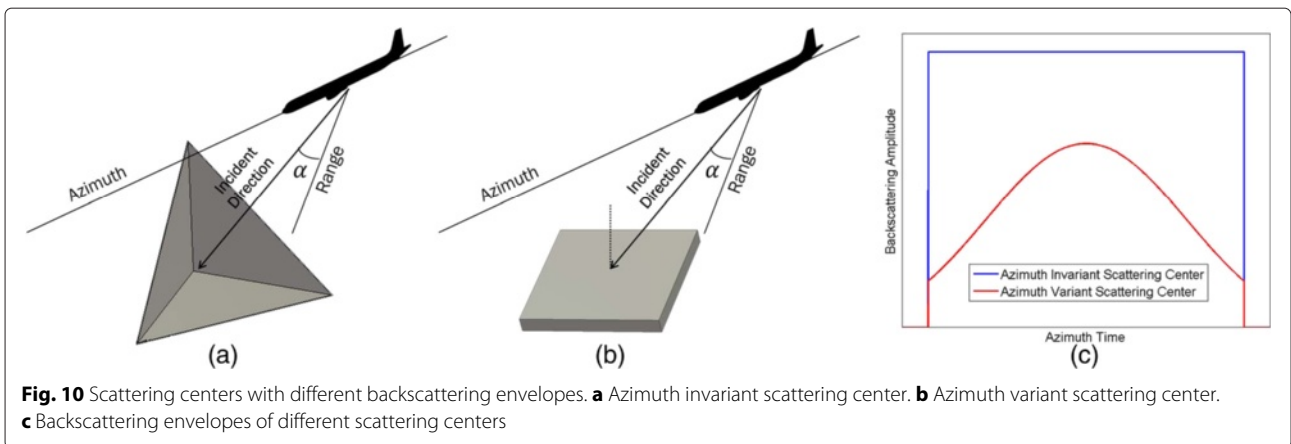 Azimuth
Incident
Direction
α
Range
(a)
Azimuth
Incident
Direction
α
Range
(b)
Backscattering Amplitude
Azimuth Invariant Scattering Center
Azimuth Variant Scattering Center
Azimuth Time
(c)
Fig. 10 Scattering centers with different backscattering envelopes. a Azimuth invariant scattering center. b Azimuth variant scattering center.
c Backscattering envelopes of different scattering centers